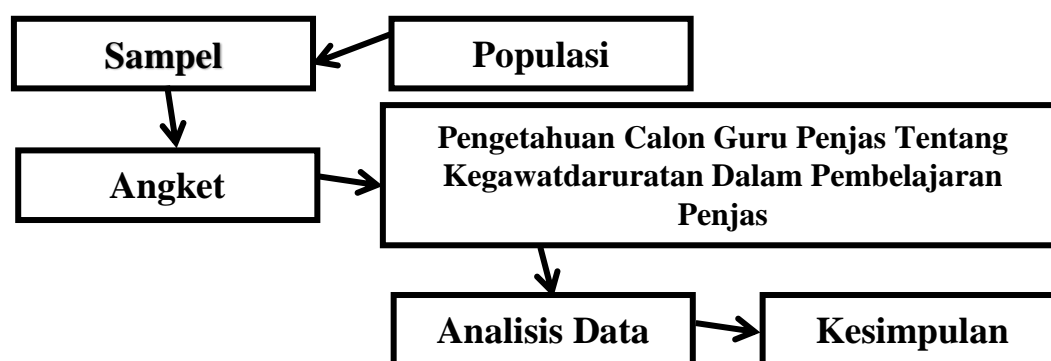 Sampel
Populasi
Angket
Pengetahuan Calon Guru Penjas Tentang
Kegawatdaruratan Dalam Pembelajaran
Penjas
Analisis Data
Kesimpulan